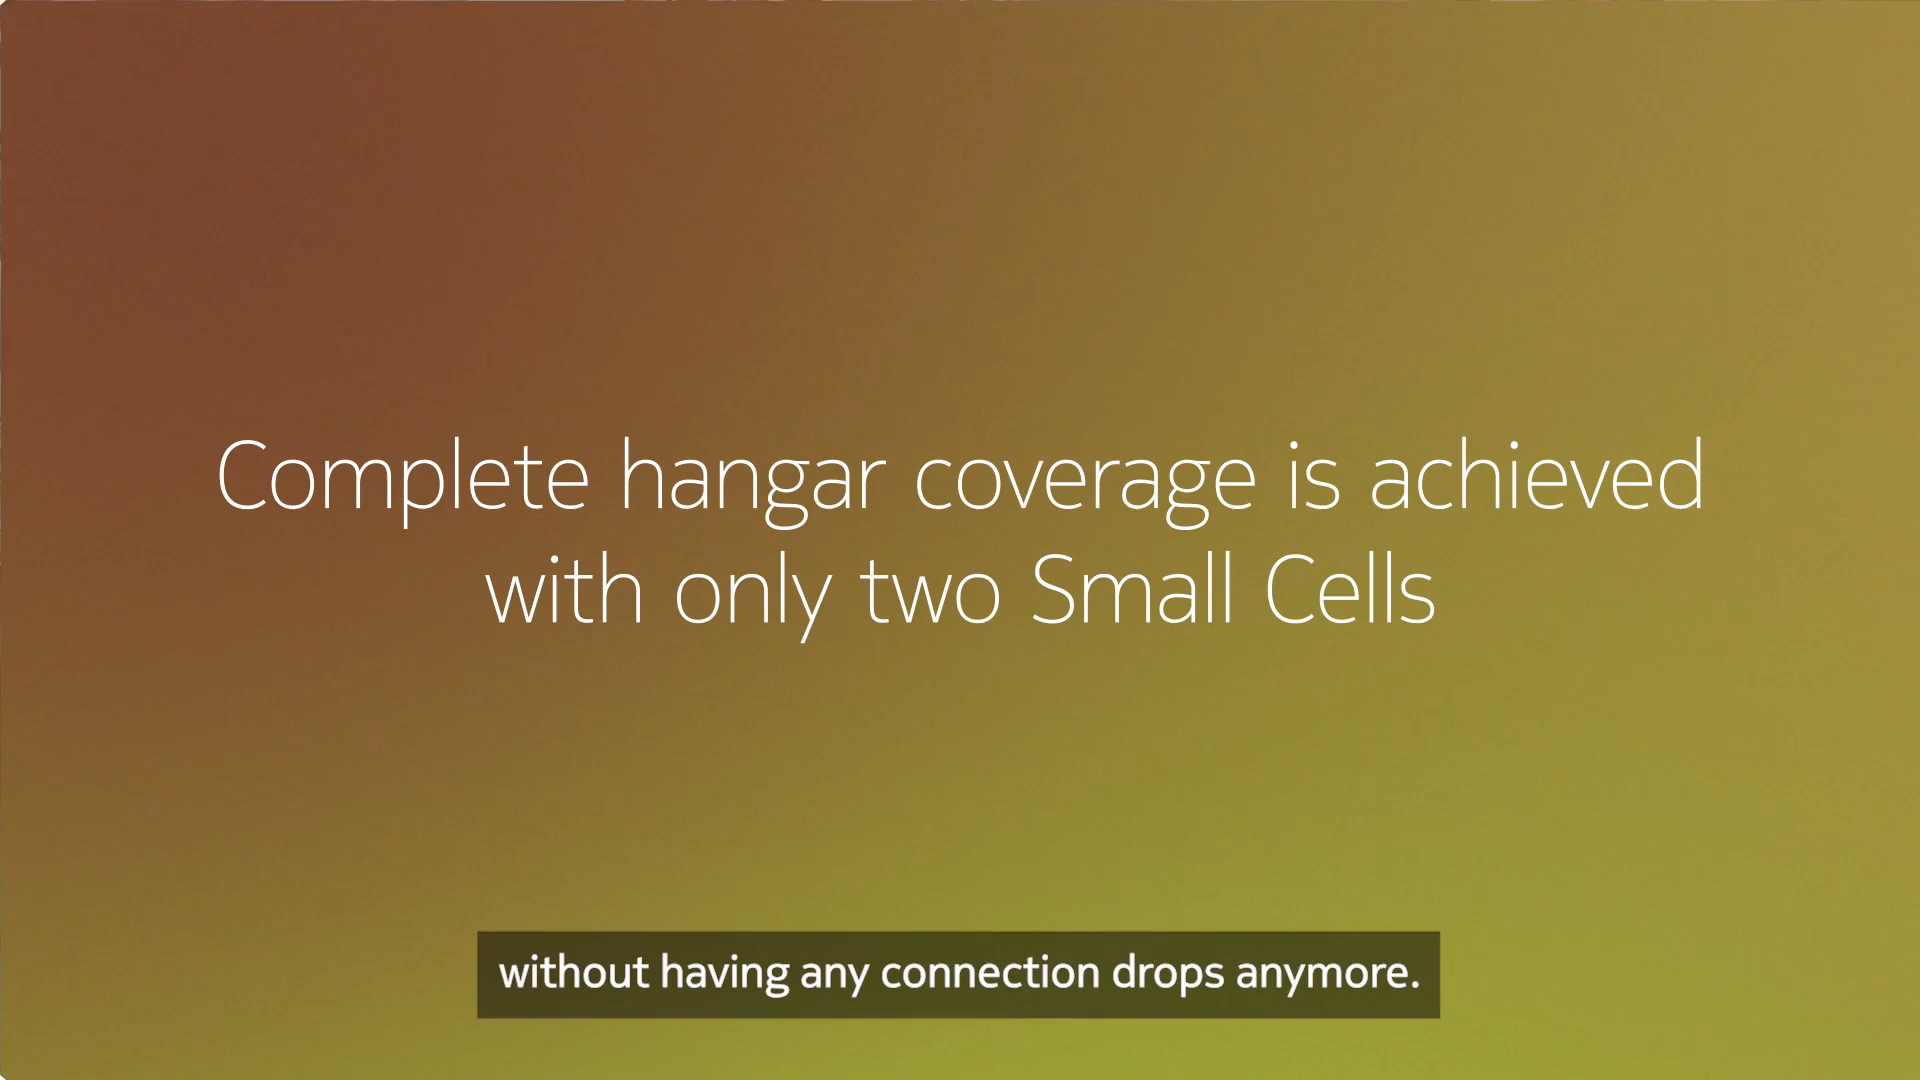 Complete hangar coverage is achieved
with only two Small Cells
without having any connection drops anymore.